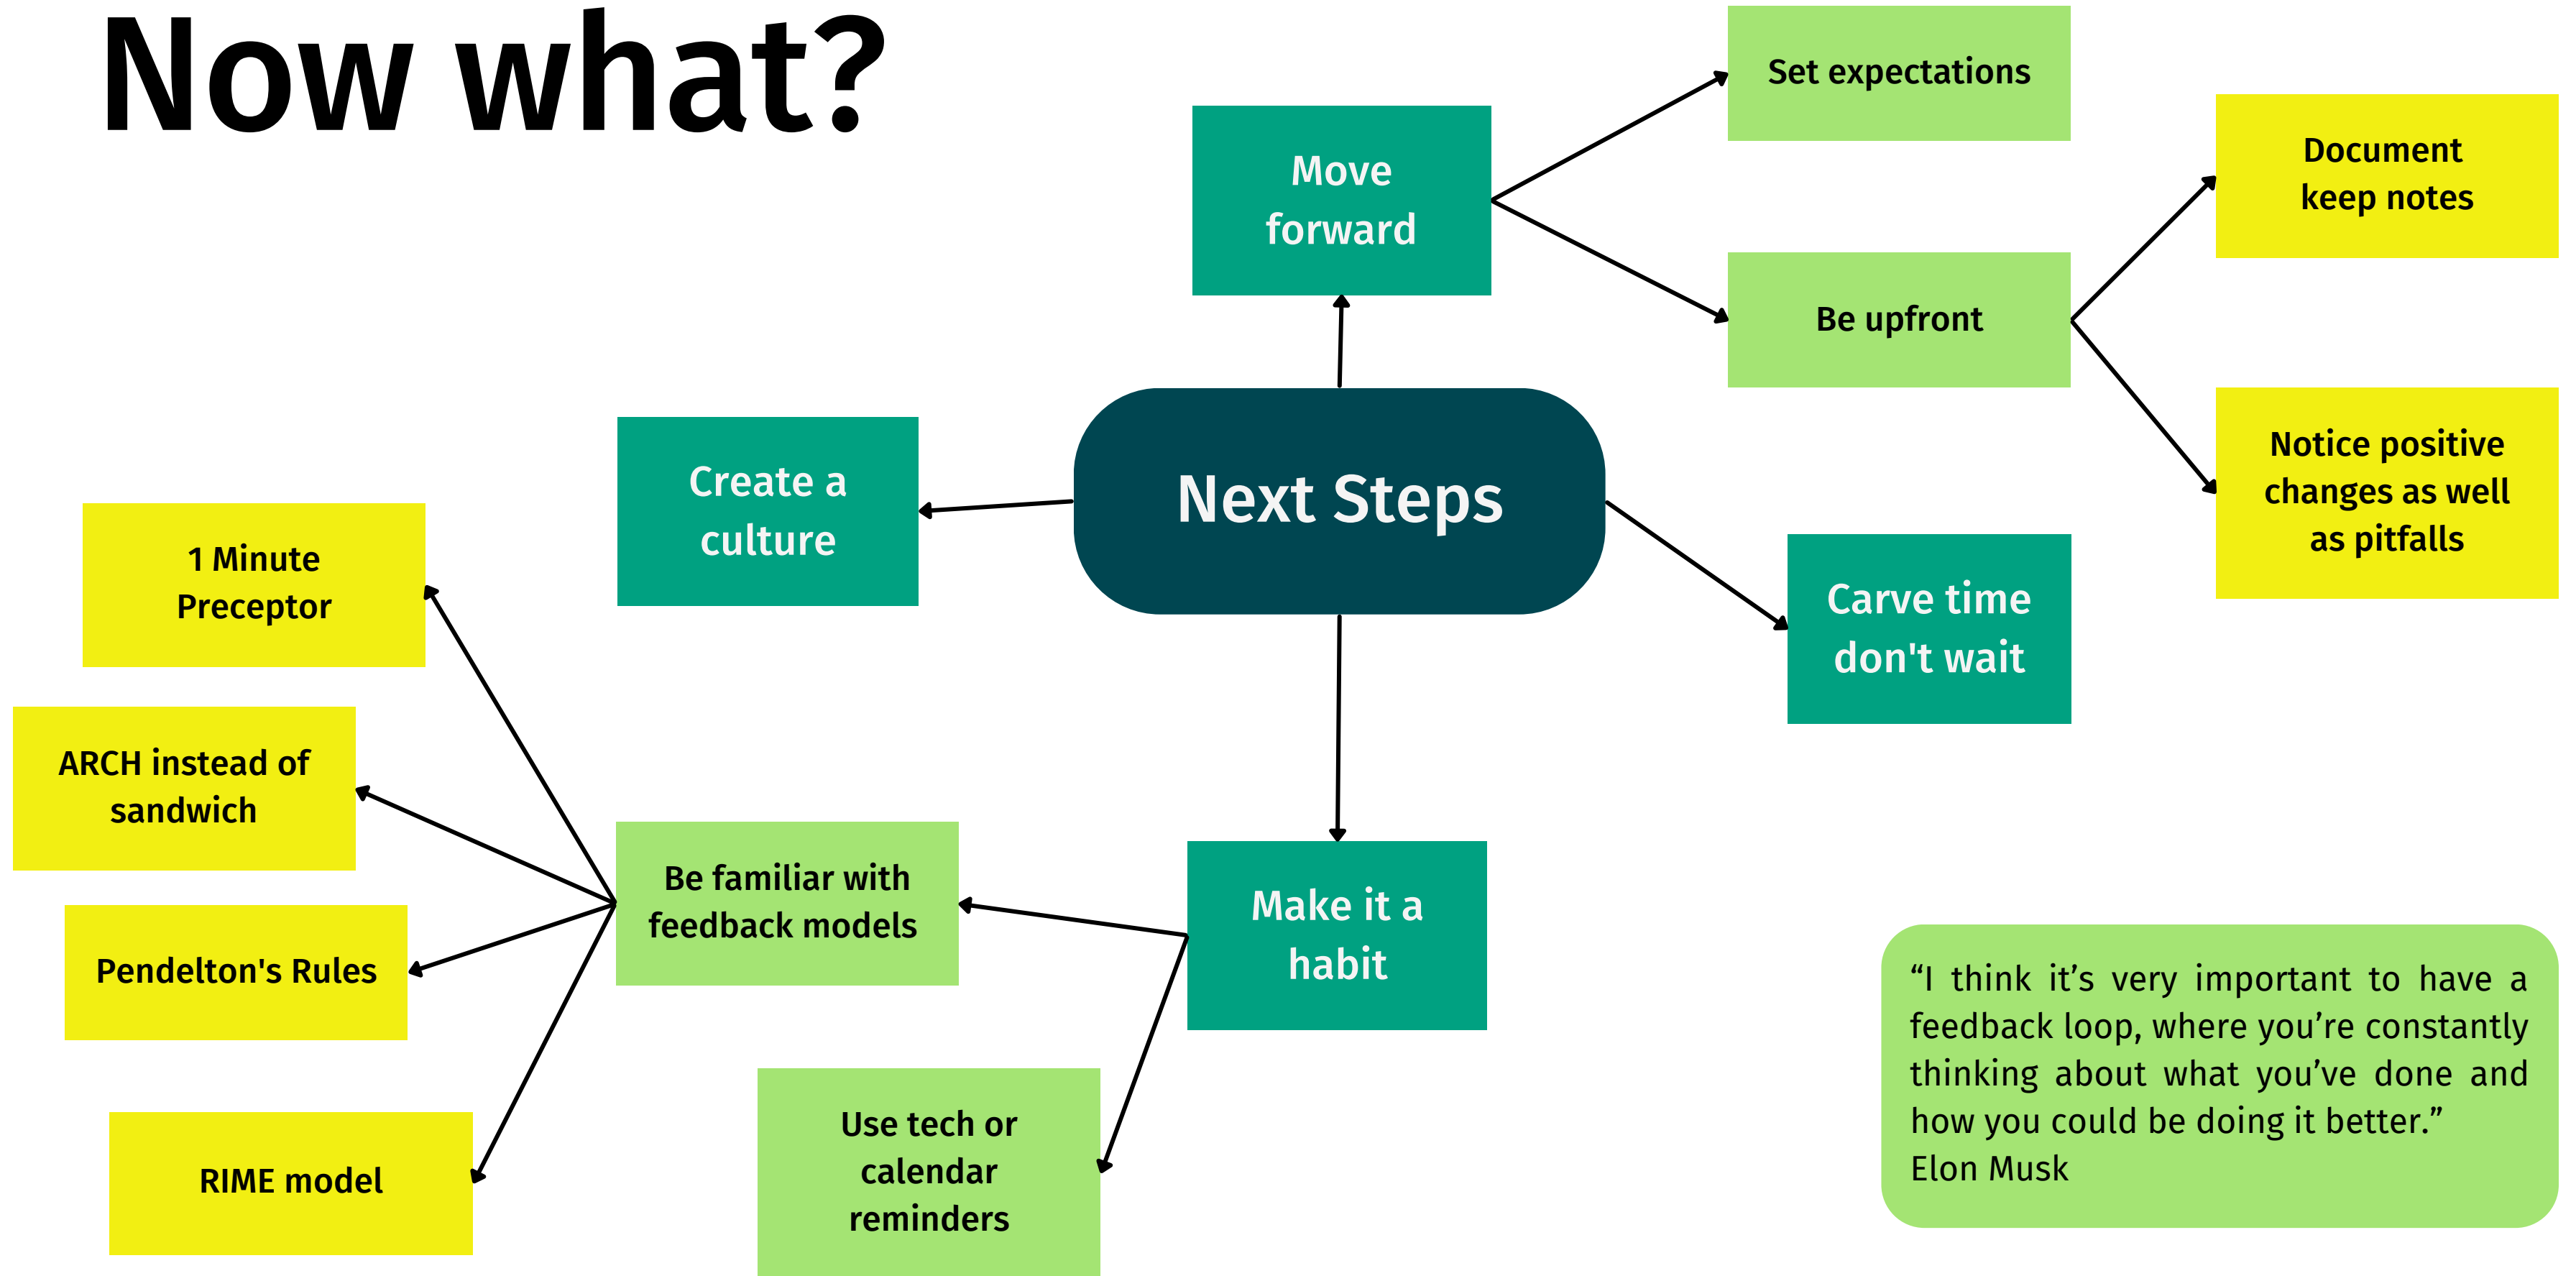 Now what?
Set expectations
Move
forward
Document
keep notes
Be upfront
Notice positive
changes as well
as pitfalls
Next Steps
Create a
culture
Carve time
don't wait
1 Minute
Preceptor
ARCH instead of
sandwich
Be familiar with
feedback models
Make it a
habit
Pendelton's Rules
RIME model
Use tech or
calendar
reminders
“I think it’s very important to have a
feedback loop, where you’re constantly
thinking about what you’ve done and
how you could be doing it better.”
Elon Musk